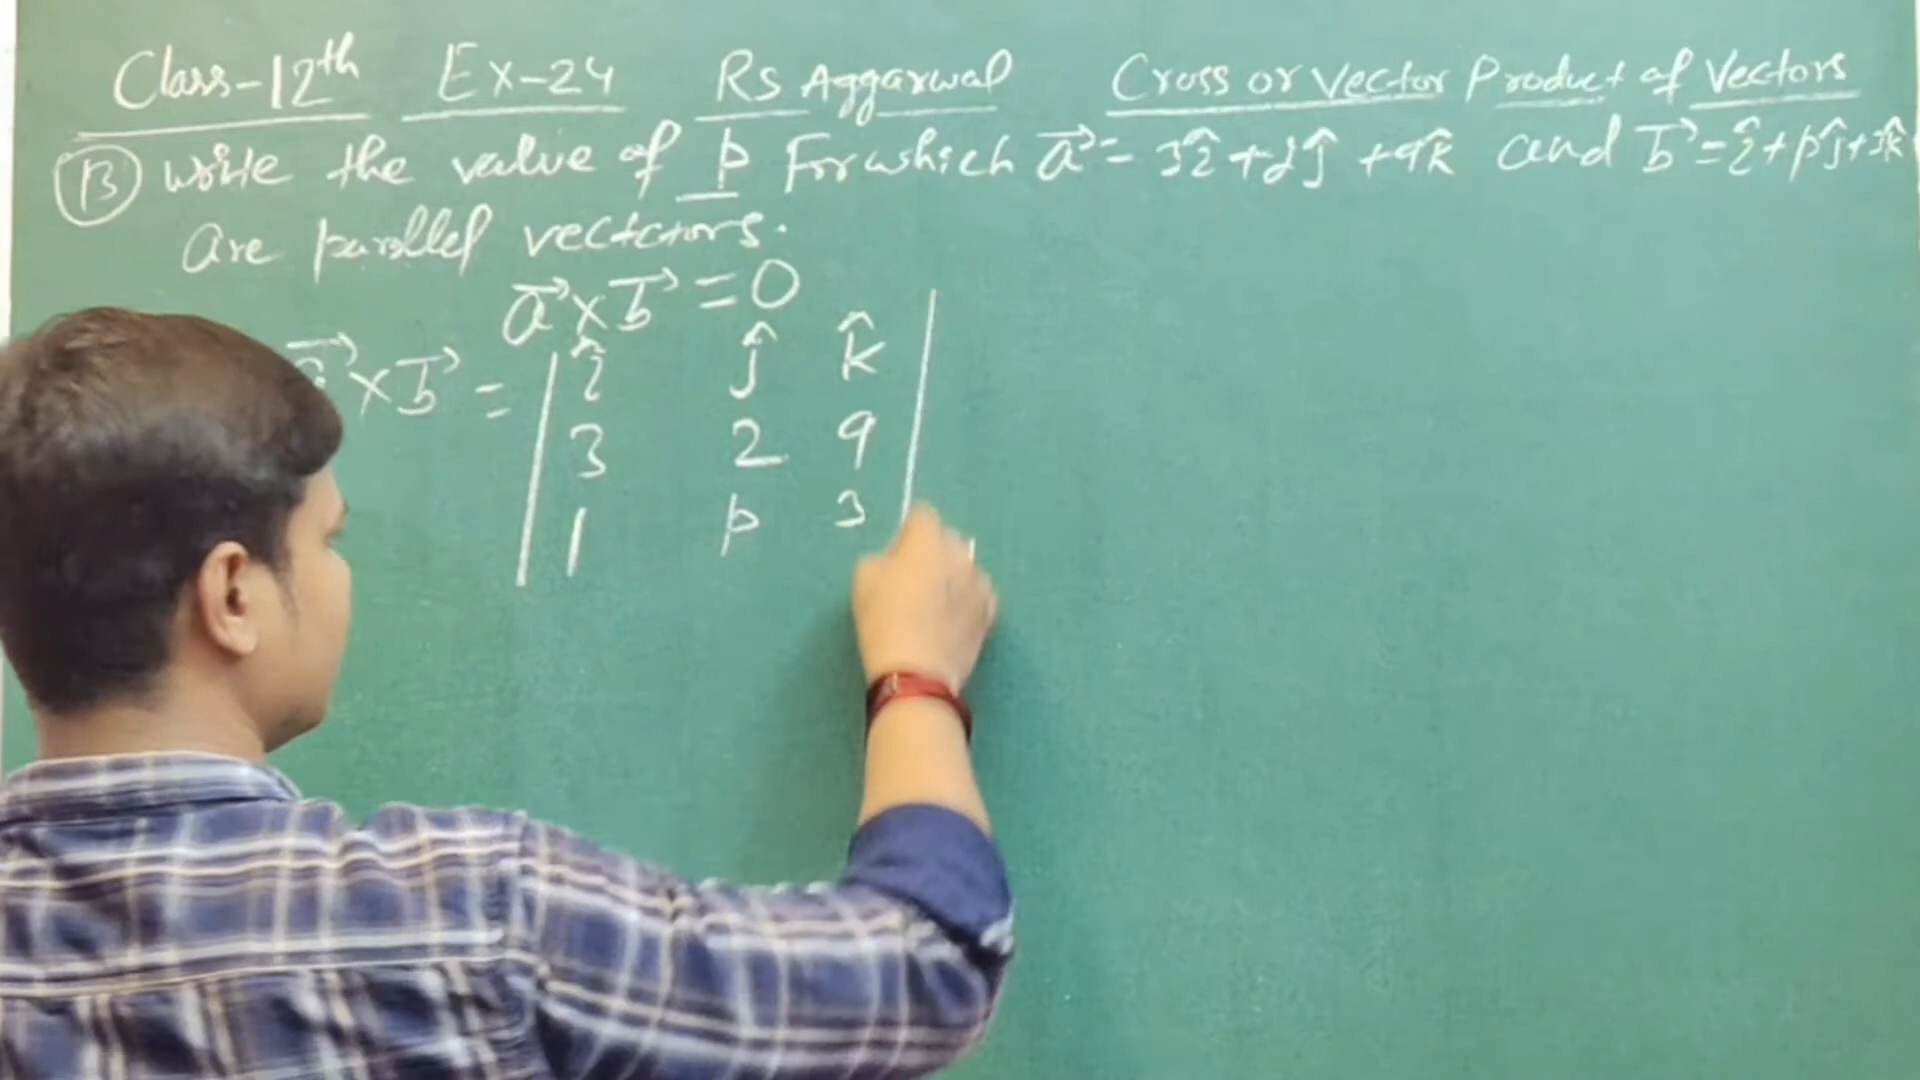 Class-12th Ex-24 RS Aggarwal Cross or Vector Product of Vectors
13 Write the value of p For which a⃗ = 3î + 2ĵ + 9k̂ and b⃗ = î + pĵ + 3k̂
are parallel vectctors.
a⃗ × b⃗ = 0
a⃗ × b⃗ = | î ĵ k̂ |
3 2 9
1 p 3